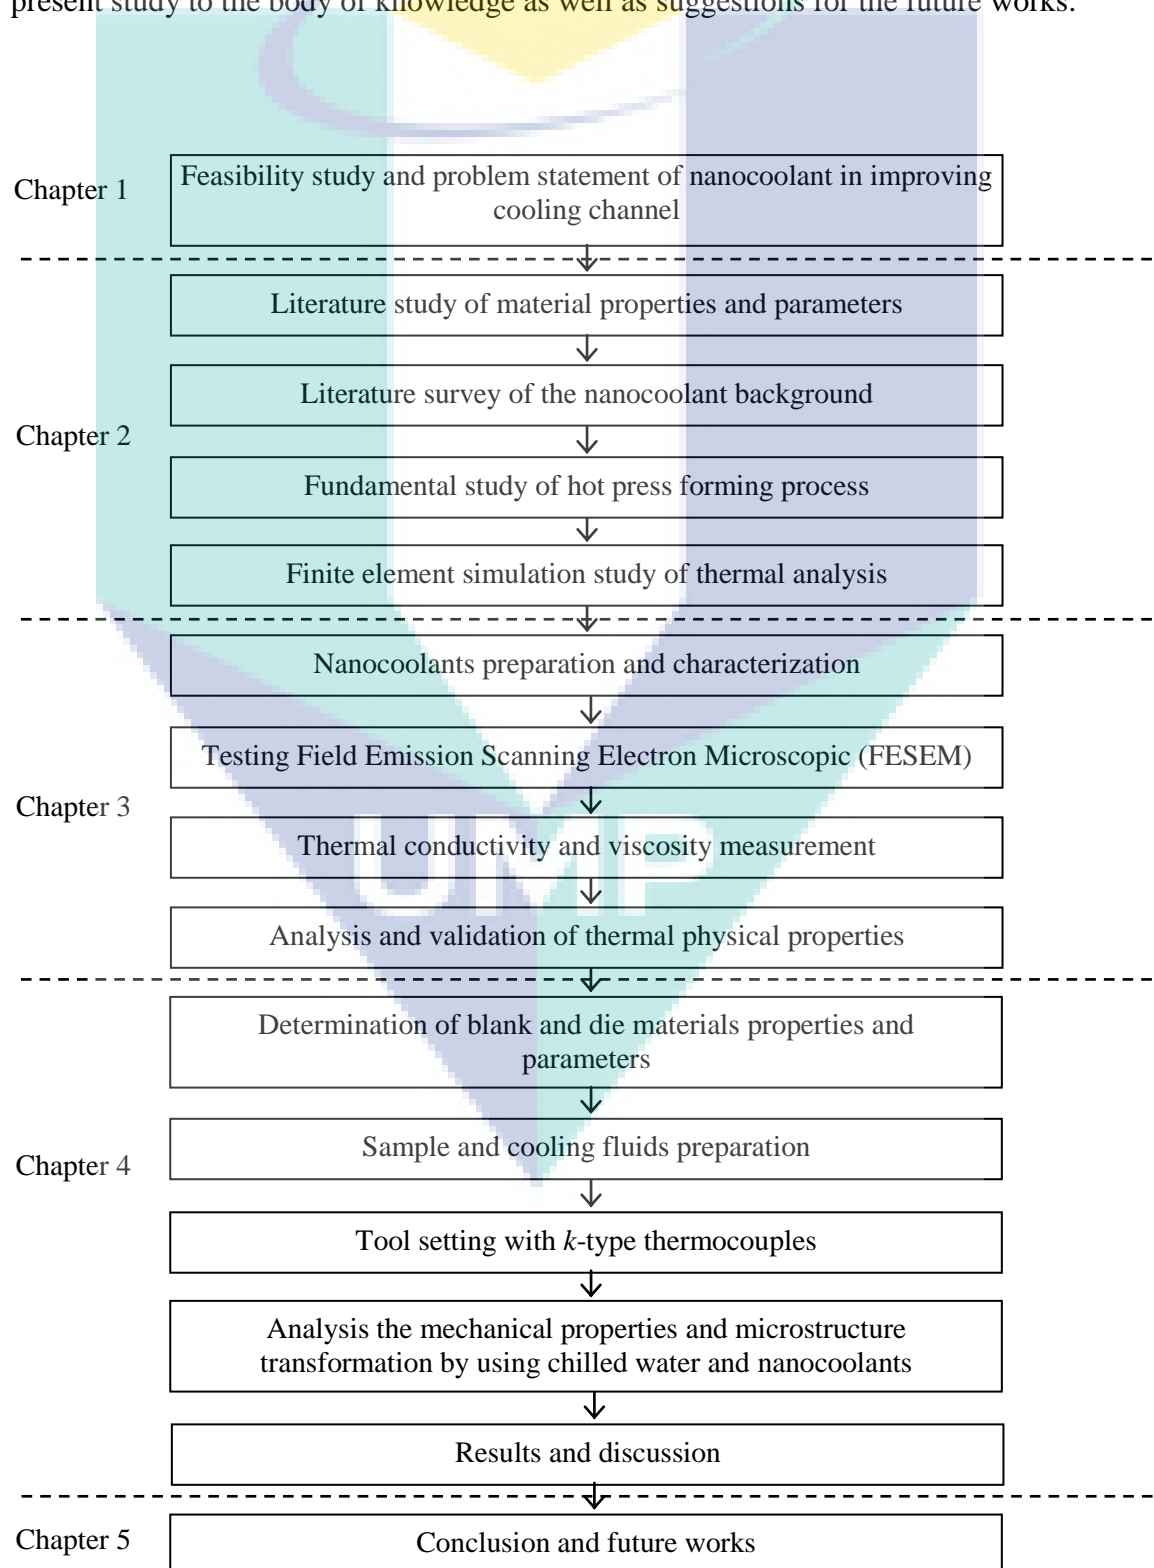 present study to the body of knowledge as well as suggestions for the future works.
Chapter 1
Feasibility study and problem statement of nanocoolant in improving
cooling channel
Literature study of material properties and parameters
Literature survey of the nanocoolant background
Chapter 2
Fundamental study of hot press forming process
Finite element simulation study of thermal analysis
Nanocoolants preparation and characterization
Testing Field Emission Scanning Electron Microscopic (FESEM)
Chapter 3
Thermal conductivity and viscosity measurement
UMP
Analysis and validation of thermal physical properties
Determination of blank and die materials properties and
parameters
Sample and cooling fluids preparation
Chapter 4
Tool setting with k-type thermocouples
Analysis the mechanical properties and microstructure
transformation by using chilled water and nanocoolants
Results and discussion
Chapter 5
Conclusion and future works